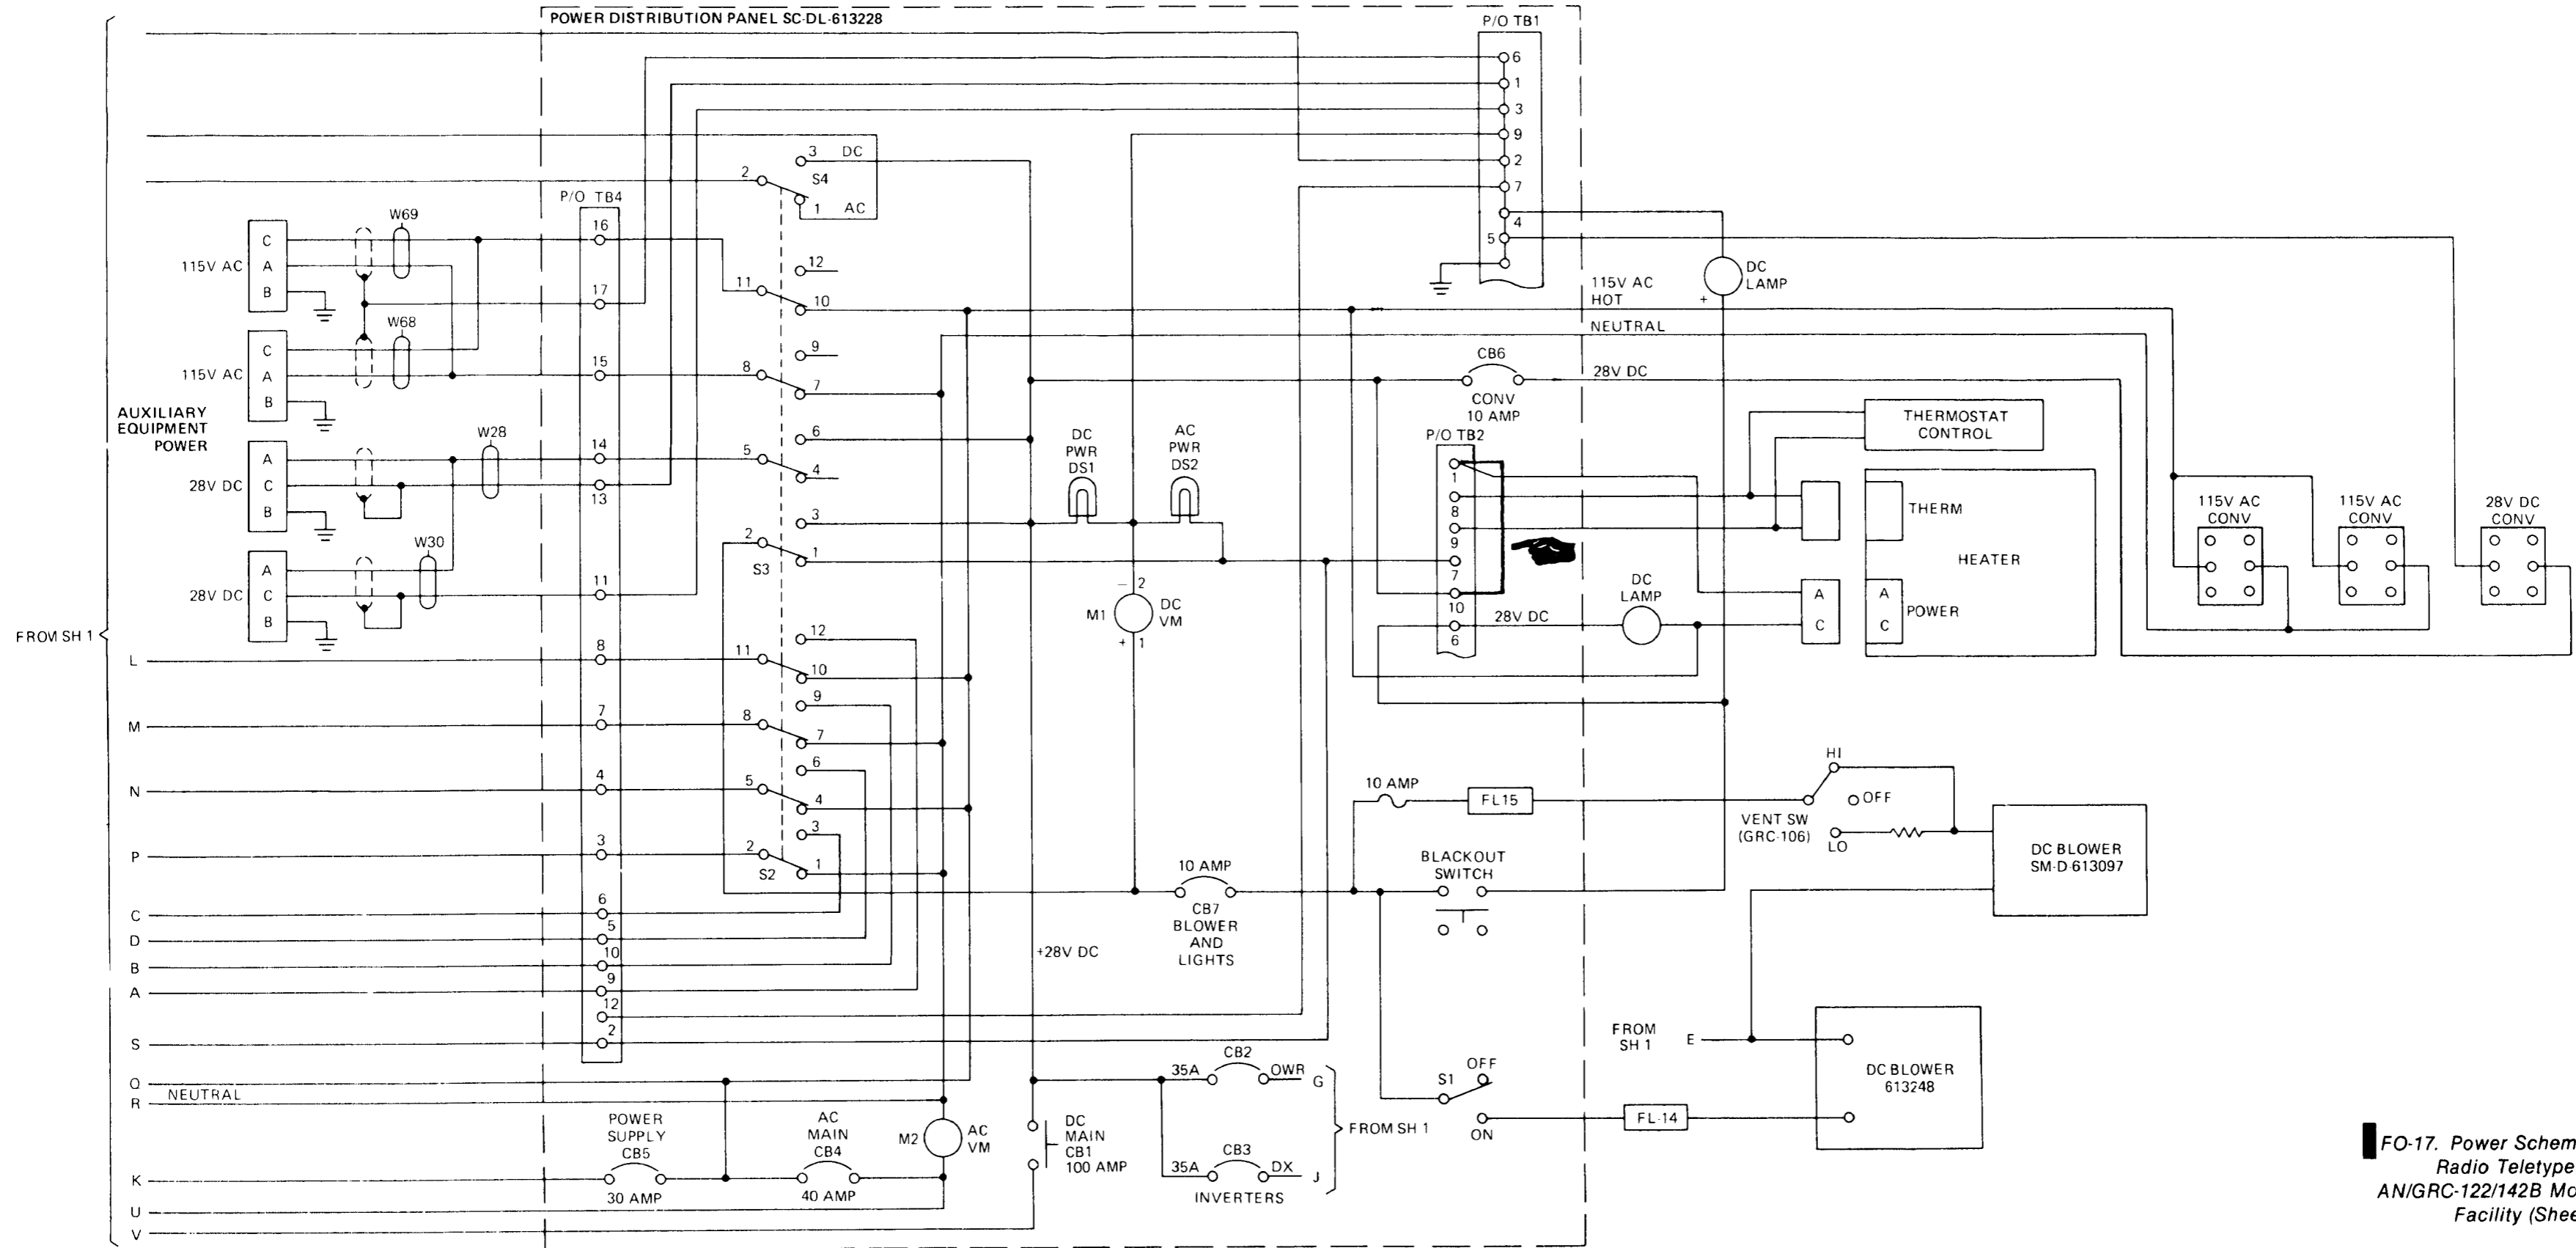 POWER DISTRIBUTION PANEL SC-DL-613228
P/O TB1
6
1
3
9
2
7
4
5
3 DC
2
S4
1 AC
P/O TB4
16
17
15
14
13
11
8
7
4
3
6
5
10
9
12
2
W69
115V AC
C
A
B
W68
115V AC
C
A
B
AUXILIARY
EQUIPMENT
POWER
W28
28V DC
A
C
B
W30
28V DC
A
C
B
FROM SH 1
L
M
N
P
C
D
B
A
S
Q
R NEUTRAL
K
U
V
12
11
10
9
8
7
6
5
4
3
2
1
S3
12
11
10
9
8
7
6
5
4
3
2
1
S2
DC
PWR
DS1
AC
PWR
DS2
M1
DC
VM
– 2
+ 1
115V AC
HOT
NEUTRAL
DC
LAMP
+
CB6
CONV
10 AMP
28V DC
P/O TB2
1
8
9
7
10
6
28V DC
DC
LAMP
THERMOSTAT
CONTROL
THERM
HEATER
A
C
A
C
POWER
115V AC
CONV
115V AC
CONV
28V DC
CONV
10 AMP
FL15
HI
OFF
LO
VENT SW
(GRC-106)
DC BLOWER
SM-D-613097
10 AMP
CB7
BLOWER
AND
LIGHTS
BLACKOUT
SWITCH
+28V DC
FROM
SH 1
E
DC BLOWER
613248
S1
OFF
ON
FL-14
CB2
35A
OWR
G
CB3
35A
DX
J
INVERTERS
FROM SH 1
DC
MAIN
CB1
100 AMP
M2
AC
VM
POWER
SUPPLY
CB5
30 AMP
AC
MAIN
CB4
40 AMP
FO-17. Power Schem
Radio Teletype
AN/GRC-122/142B Mo
Facility (Shee